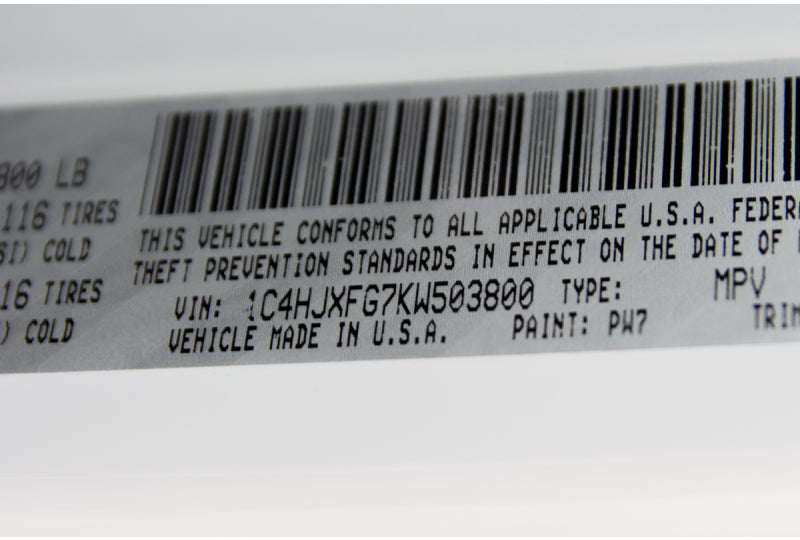 800 LB
116 TIRES
SI) COLD
16 TIRES
) COLD
THIS VEHICLE CONFORMS TO ALL APPLICABLE U.S.A. FEDERA
THEFT PREVENTION STANDARDS IN EFFECT ON THE DATE OF
VIN: 1C4HJXFG7KW503800 TYPE: MPV
VEHICLE MADE IN U.S.A. PAINT: PW7 TRIM